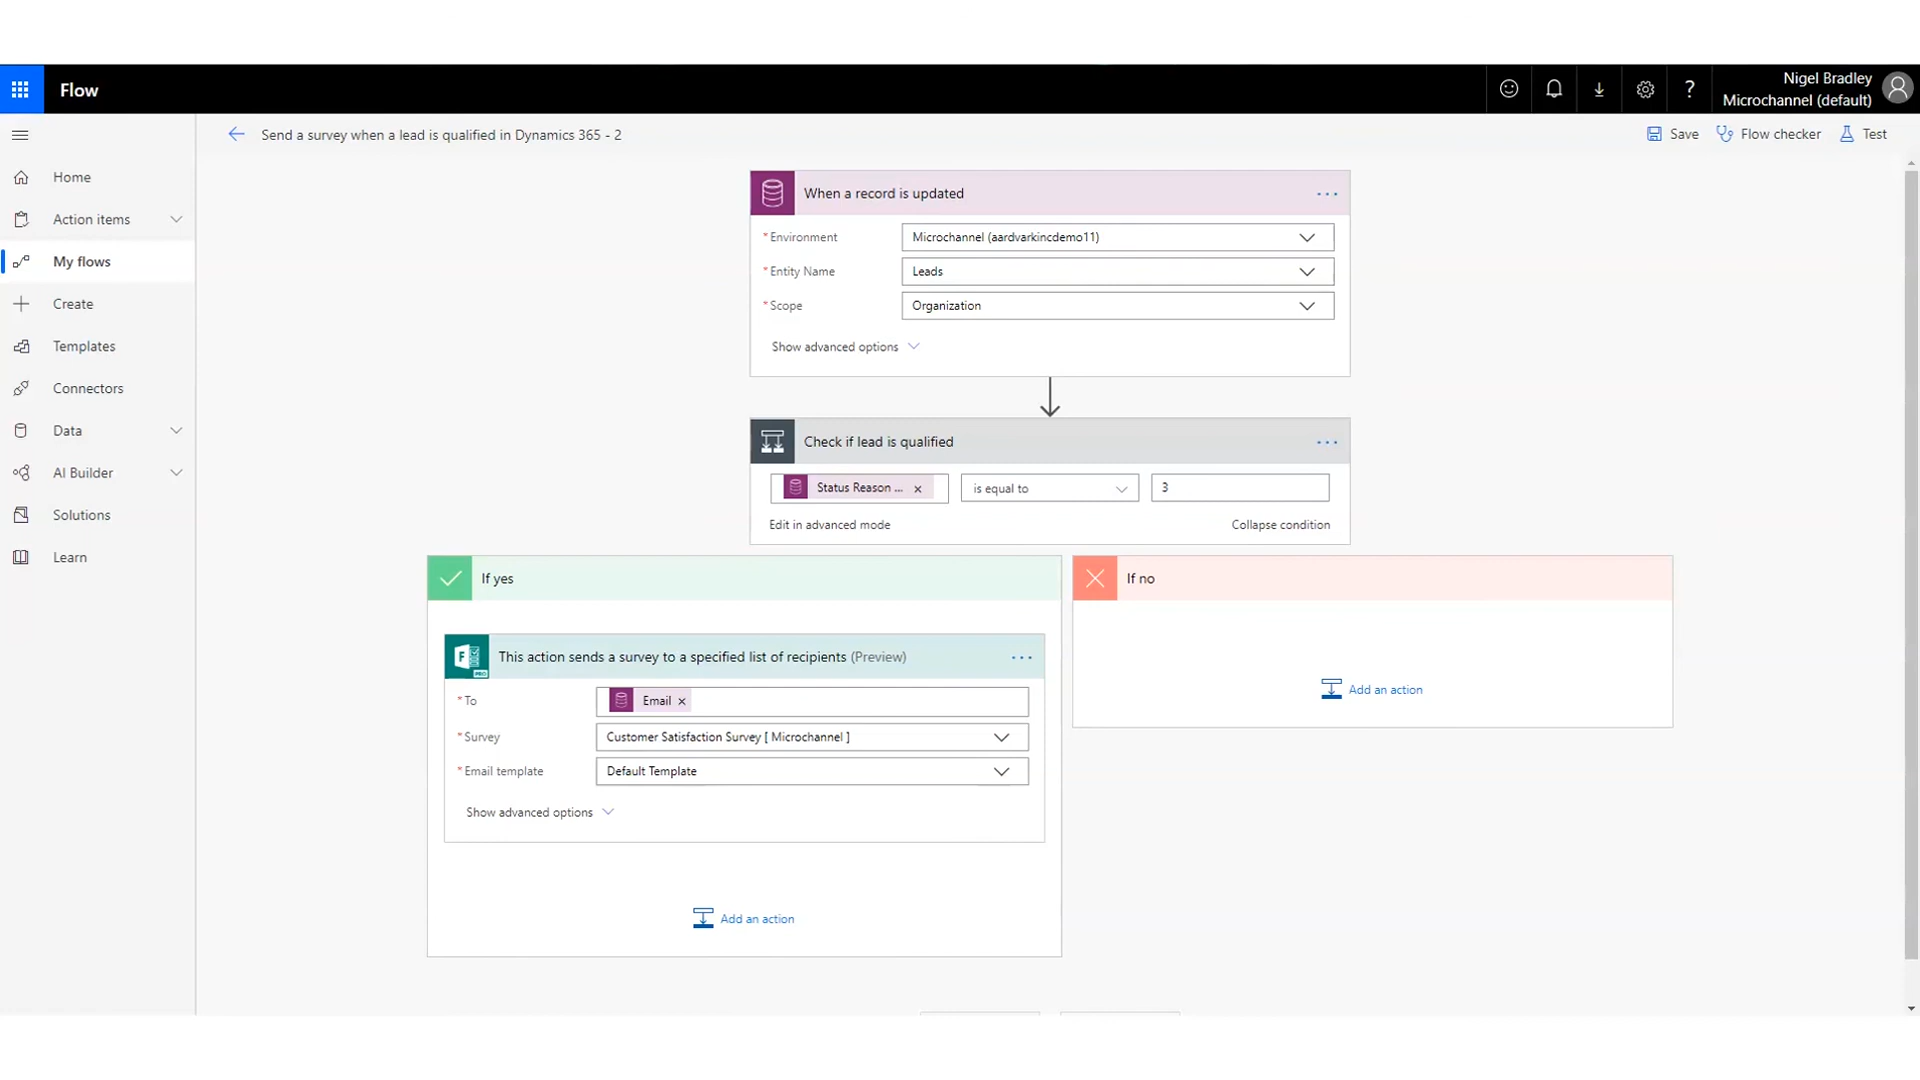 Flow
Nigel Bradley
Microchannel (default)
Send a survey when a lead is qualified in Dynamics 365 - 2
Save
Flow checker
Test
Home
Action items
My flows
Create
Templates
Connectors
Data
AI Builder
Solutions
Learn
When a record is updated
* Environment
Microchannel (aardvarkincdemo11)
* Entity Name
Leads
* Scope
Organization
Show advanced options
Check if lead is qualified
Status Reason ... ×
is equal to
3
Edit in advanced mode
Collapse condition
If yes
This action sends a survey to a specified list of recipients (Preview)
* To
Email ×
* Survey
Customer Satisfaction Survey [ Microchannel ]
* Email template
Default Template
Show advanced options
Add an action
If no
Add an action